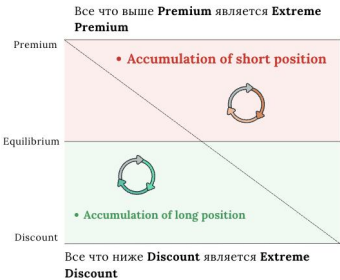 Все что выше Premium является Extreme
Premium
Premium
• Accumulation of short position
Equilibrium
• Accumulation of long position
Discount
Все что ниже Discount является Extreme
Discount